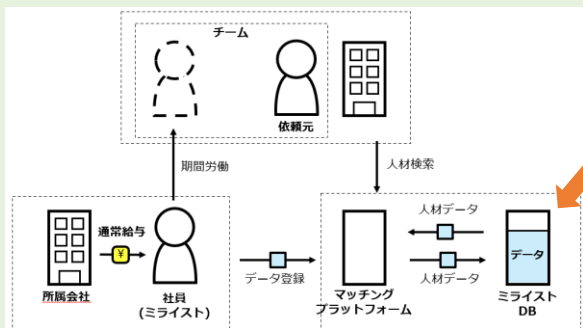 チーム
依頼元
期間労働
人材検索
通常給与
¥
所属会社
社員
(ミライスト)
データ登録
人材データ
人材データ
データ
マッチング
プラットフォーム
ミライスト
DB